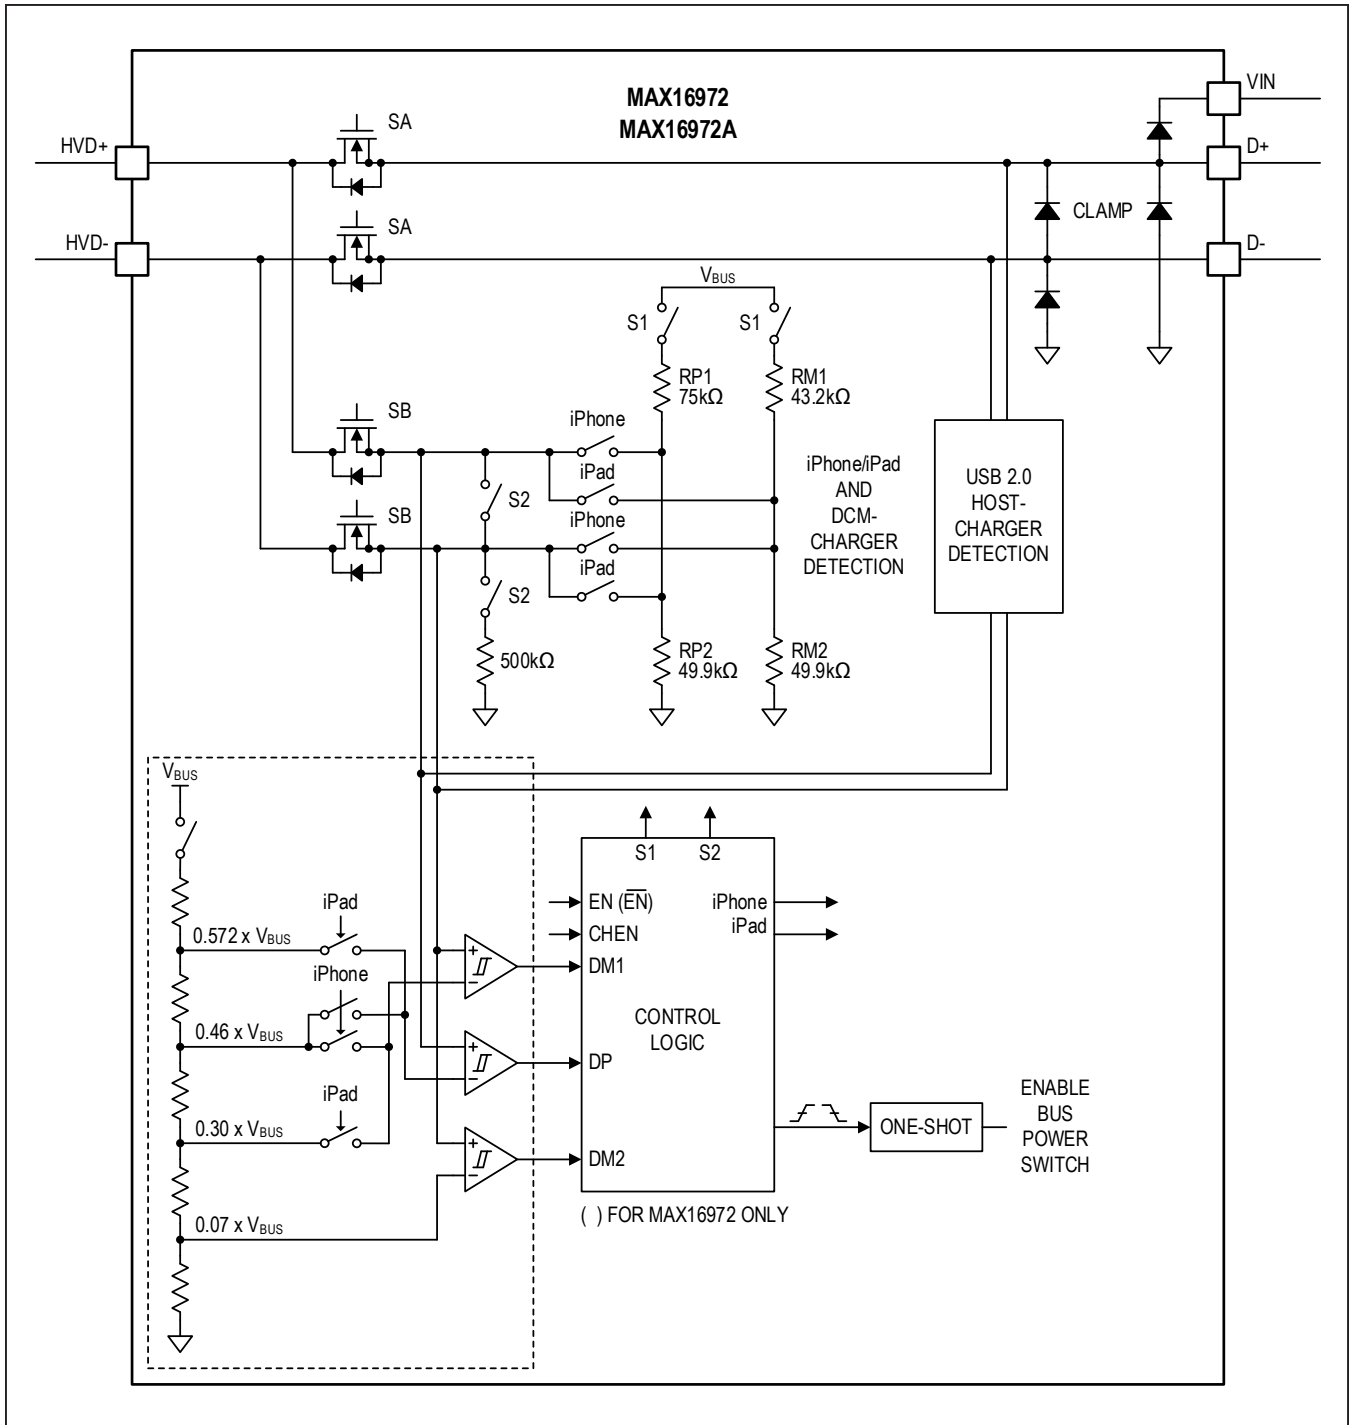 MAX16972
MAX16972A
VIN
HVD+
SA
D+
CLAMP
HVD-
SA
D-
VBUS
S1
S1
RP1
75kΩ
RM1
43.2kΩ
SB
iPhone
iPad
S2
SB
iPhone
iPad
S2
iPhone/iPad
AND
DCM-
CHARGER
DETECTION
USB 2.0
HOST-
CHARGER
DETECTION
500kΩ
RP2
49.9kΩ
RM2
49.9kΩ
VBUS
iPad
0.572 x VBUS
iPhone
0.46 x VBUS
iPad
0.30 x VBUS
0.07 x VBUS
+
−
+
−
+
−
S1
S2
EN (E̅N̅)
CHEN
DM1
DP
DM2
iPhone
iPad
CONTROL
LOGIC
ONE-SHOT
ENABLE
BUS
POWER
SWITCH
( ) FOR MAX16972 ONLY